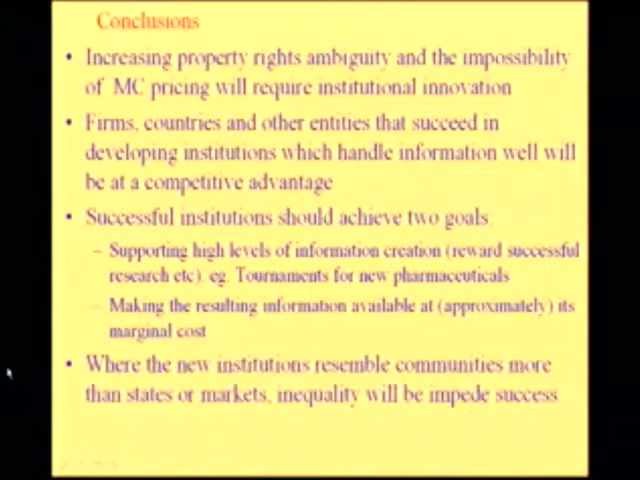 Conclusions
• Increasing property rights ambiguity and the impossibility
of MC pricing will require institutional innovation
• Firms, countries and other entities that succeed in
developing institutions which handle information well will
be at a competitive advantage
• Successful institutions should achieve two goals
– Supporting high levels of information creation (reward successful
research etc). eg. Tournaments for new pharmaceuticals
– Making the resulting information available at (approximately) its
marginal cost
• Where the new institutions resemble communities more
than states or markets, inequality will be impede success